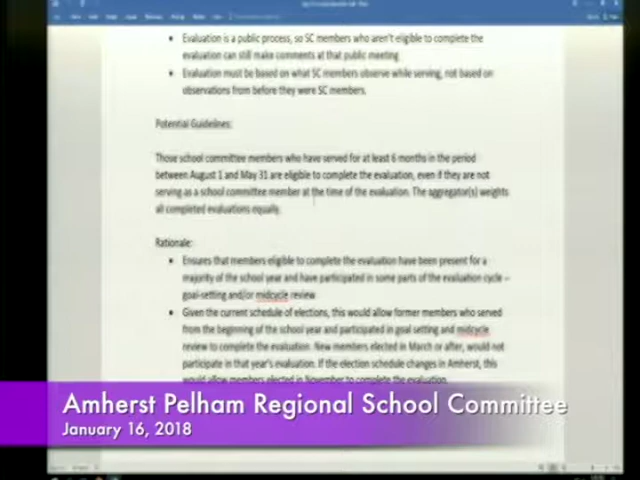 • Evaluation is a public process, so SC members who aren't eligible to complete the
evaluation can still make comments at that public meeting
• Evaluation must be based on what SC members observe while serving, not based on
observations from before they were SC members.
Potential Guidelines:
Those school committee members who have served for at least 6 months in the period
between August 1 and May 31 are eligible to complete the evaluation, even if they are not
serving as a school committee member at the time of the evaluation. The aggregator(s) weights
all completed evaluations equally.
Rationale:
• Ensures that members eligible to complete the evaluation have been present for a
majority of the school year and have participated in some parts of the evaluation cycle –
goal-setting and/or midcycle review
• Given the current schedule of elections, this would allow former members who served
from the beginning of the school year and participated in goal setting and midcycle
review to complete the evaluation. New members elected in March or after, would not
participate in that year's evaluation. If the election schedule changes in Amherst, this
would allow members elected in November to complete the evaluation.
Amherst Pelham Regional School Committee
January 16, 2018